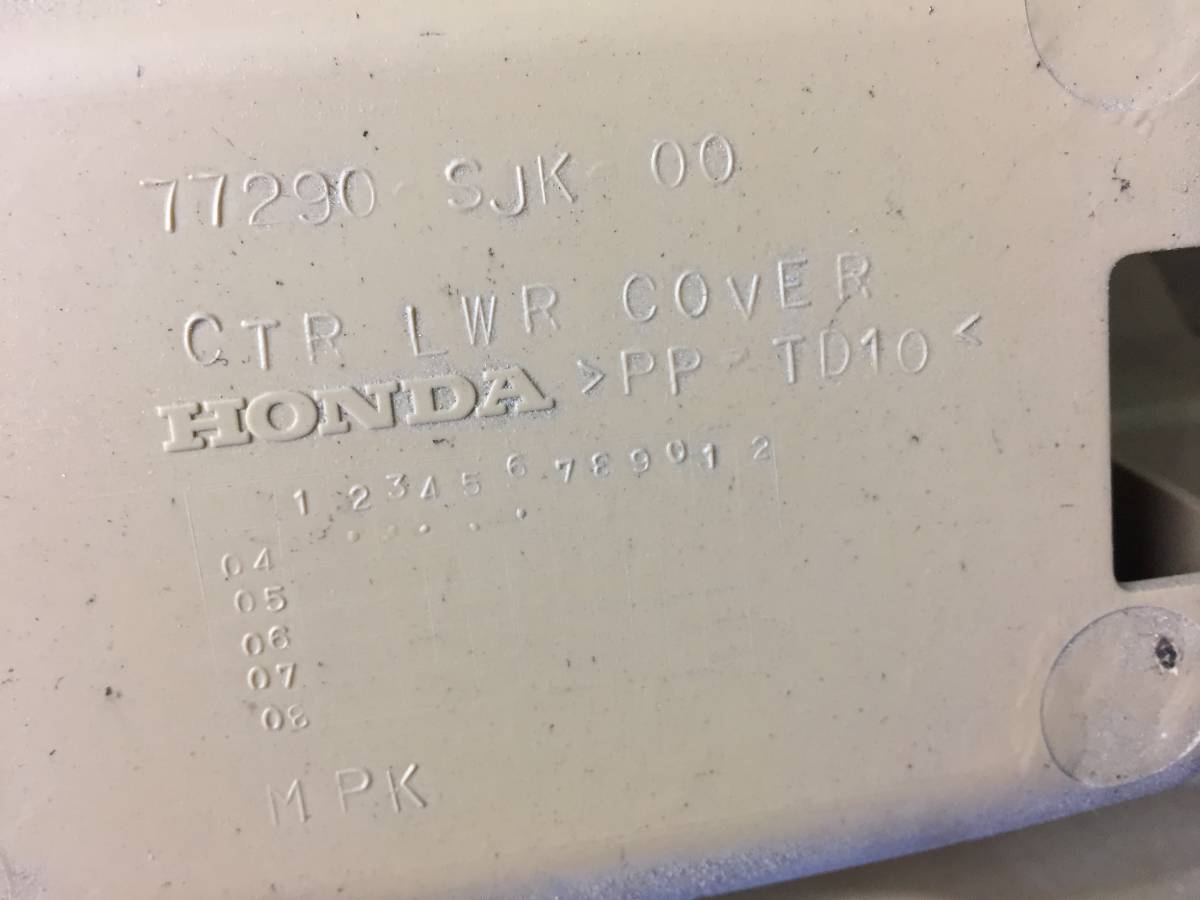 77290 SJK 00
CTR LWR COVER
HONDA >PP-TD10<
1 2 3 4 5 6 7 8 9 0 1 2
04
05
06
07
08
MPK